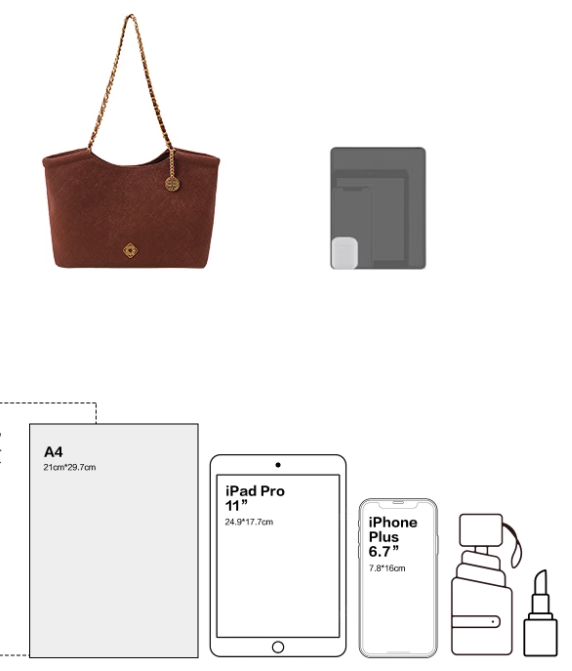 A4
21cm*29.7cm
iPad Pro
11”
24.9*17.7cm
iPhone
Plus
6.7”
7.8*16cm